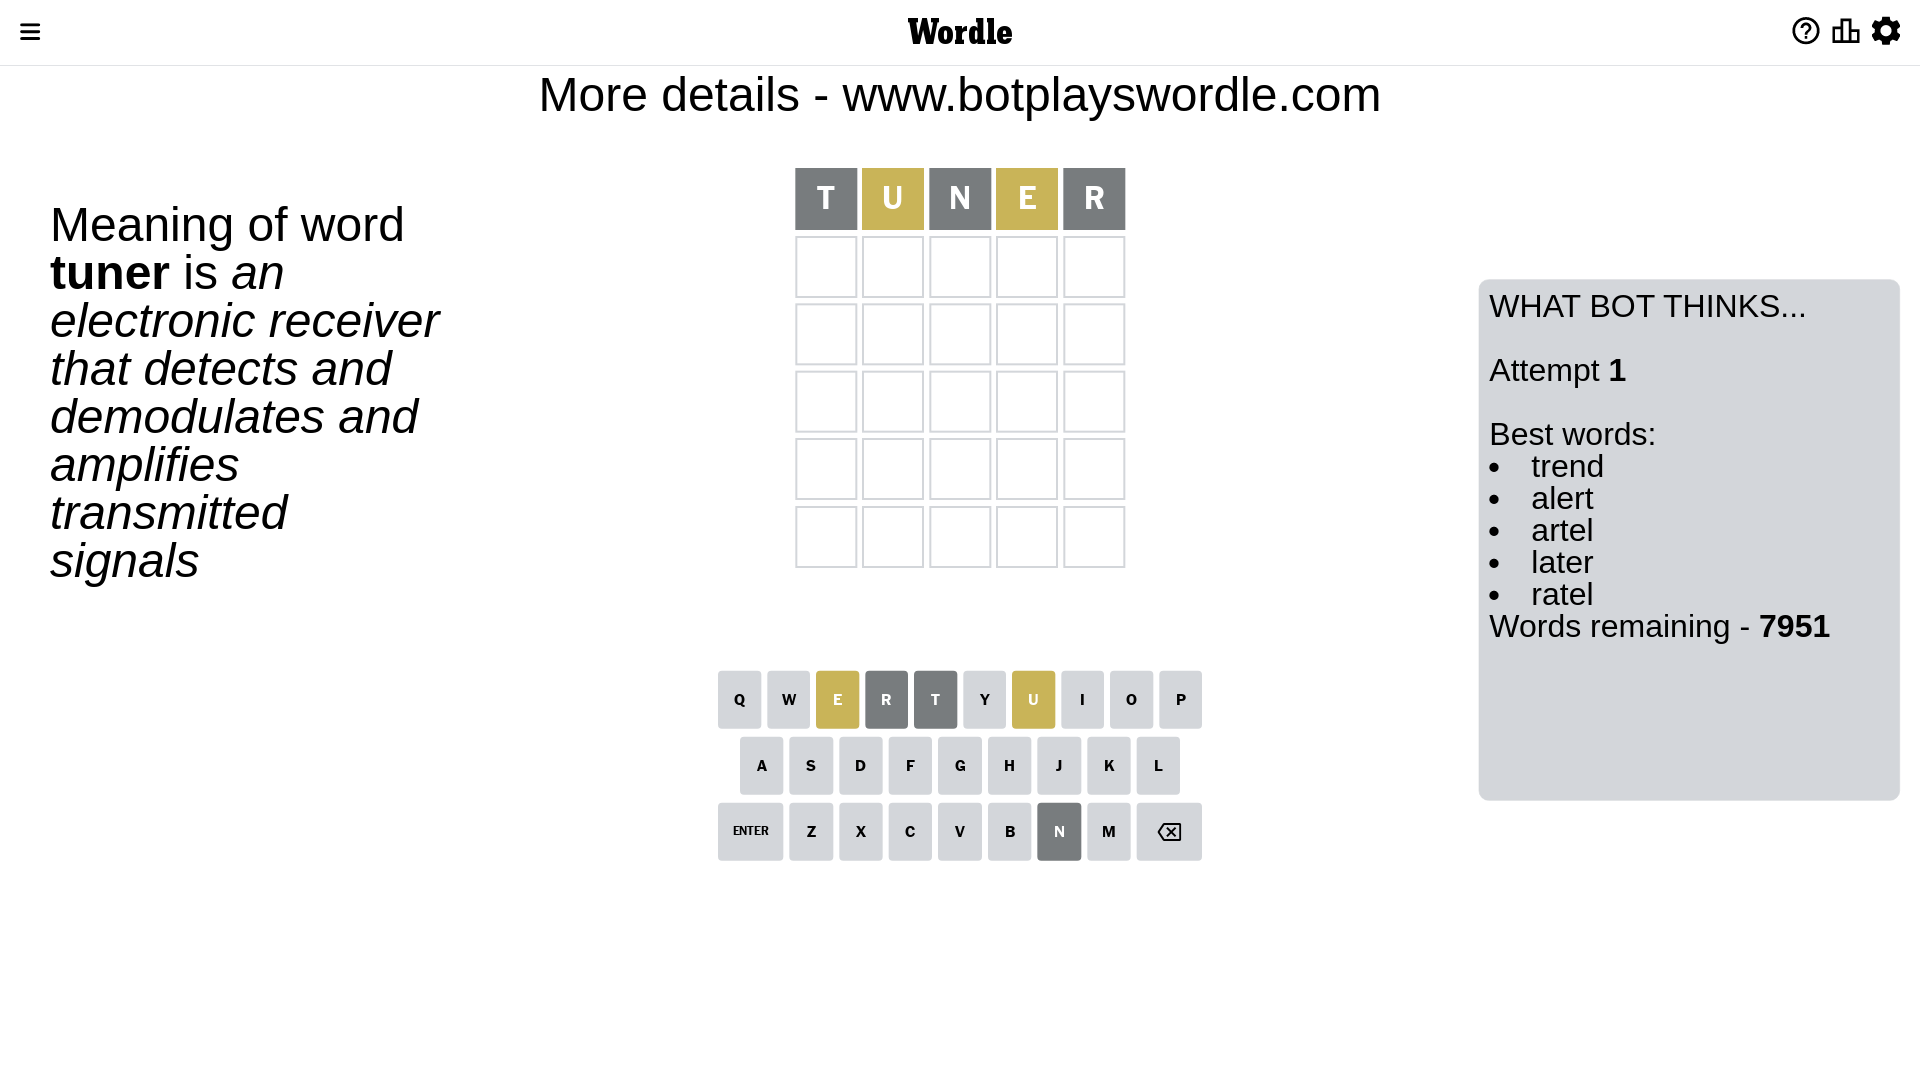 Wordle
More details - www.botplayswordle.com
Meaning of word
tuner is an
electronic receiver
that detects and
demodulates and
amplifies
transmitted
signals
T U N E R
WHAT BOT THINKS...
Attempt 1
Best words:
• trend
• alert
• artel
• later
• ratel
Words remaining - 7951
Q W E R T Y U I O P
A S D F G H J K L
ENTER Z X C V B N M